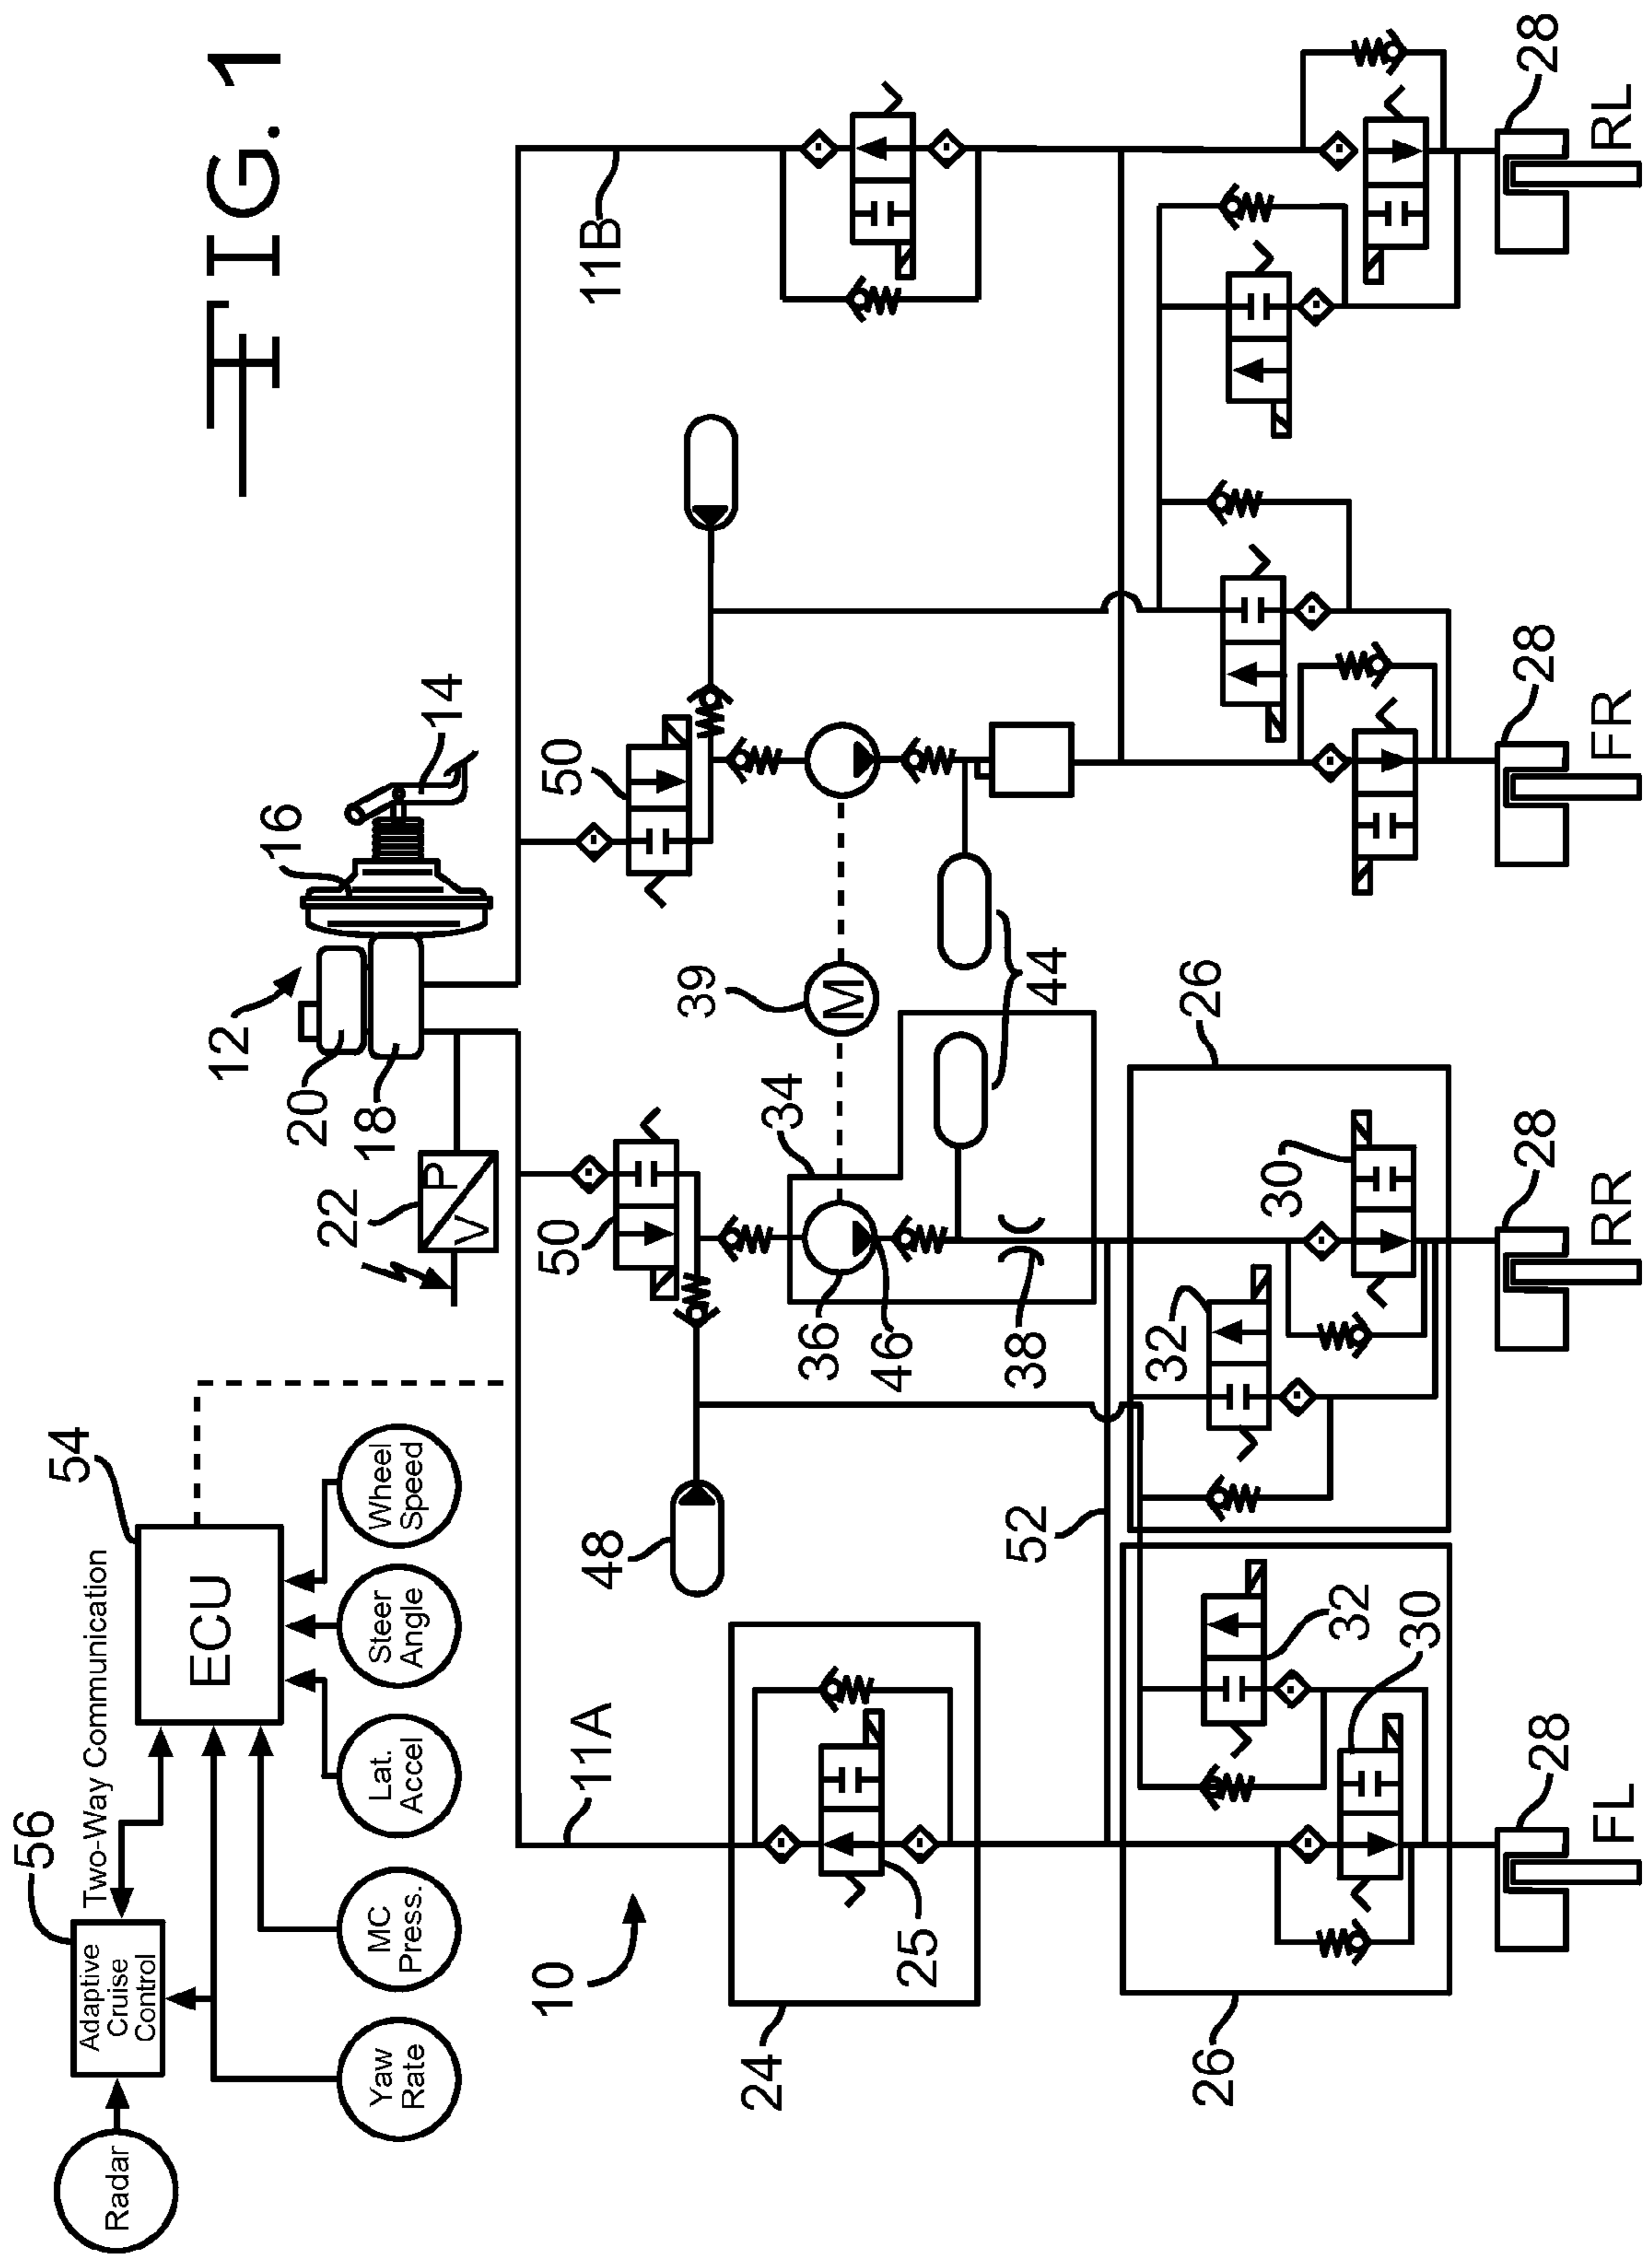 FIG. 1
Radar
56
Adaptive
Cruise
Control
Two-Way Communication
54
ECU
Yaw
Rate
MC
Press.
Lat.
Accel
Steer
Angle
Wheel
Speed
12
20
18
16
14
22
P
V
10
11A
11B
48
50
50
24
25
34
36
46
38
39
M
44
52
26
26
32
30
32
30
28
28
28
28
FL
RR
FR
RL